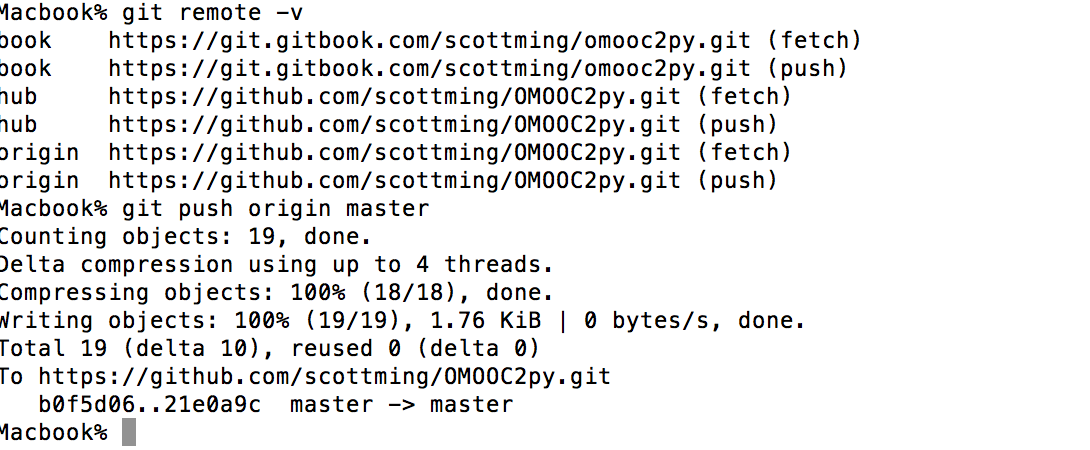 Macbook% git remote -v
book    https://git.gitbook.com/scottming/omooc2py.git (fetch)
book    https://git.gitbook.com/scottming/omooc2py.git (push)
hub     https://github.com/scottming/OMOOC2py.git (fetch)
hub     https://github.com/scottming/OMOOC2py.git (push)
origin  https://github.com/scottming/OMOOC2py.git (fetch)
origin  https://github.com/scottming/OMOOC2py.git (push)
Macbook% git push origin master
Counting objects: 19, done.
Delta compression using up to 4 threads.
Compressing objects: 100% (18/18), done.
Writing objects: 100% (19/19), 1.76 KiB | 0 bytes/s, done.
Total 19 (delta 10), reused 0 (delta 0)
To https://github.com/scottming/OMOOC2py.git
   b0f5d06..21e0a9c  master -> master
Macbook%